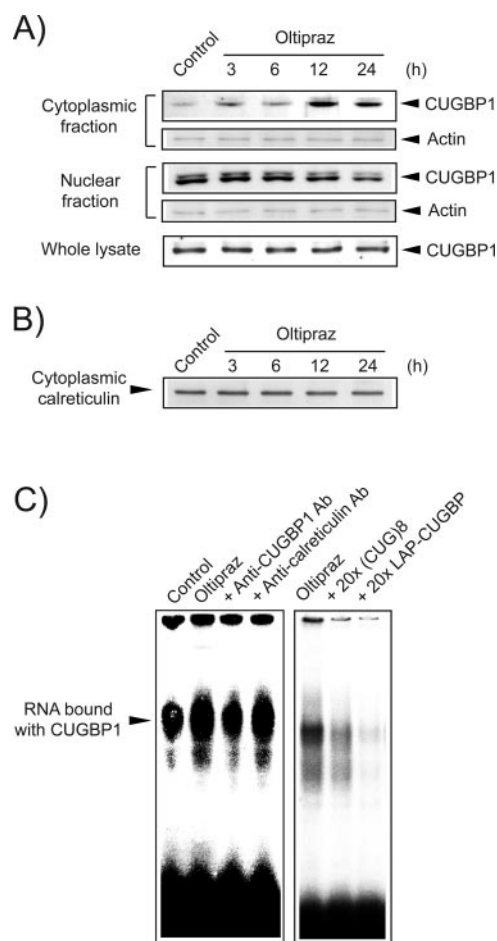 A)
Control
Oltipraz
3 6 12 24 (h)
Cytoplasmic fraction
CUGBP1
Actin
Nuclear fraction
CUGBP1
Actin
Whole lysate
CUGBP1
B)
Control
Oltipraz
3 6 12 24 (h)
Cytoplasmic calreticulin
C)
Control
Oltipraz
+ Anti-CUGBP1 Ab
+ Anti-calreticulin Ab
Oltipraz
+ 20x (CUG)8
+ 20x LAP-CUGBP
RNA bound with CUGBP1